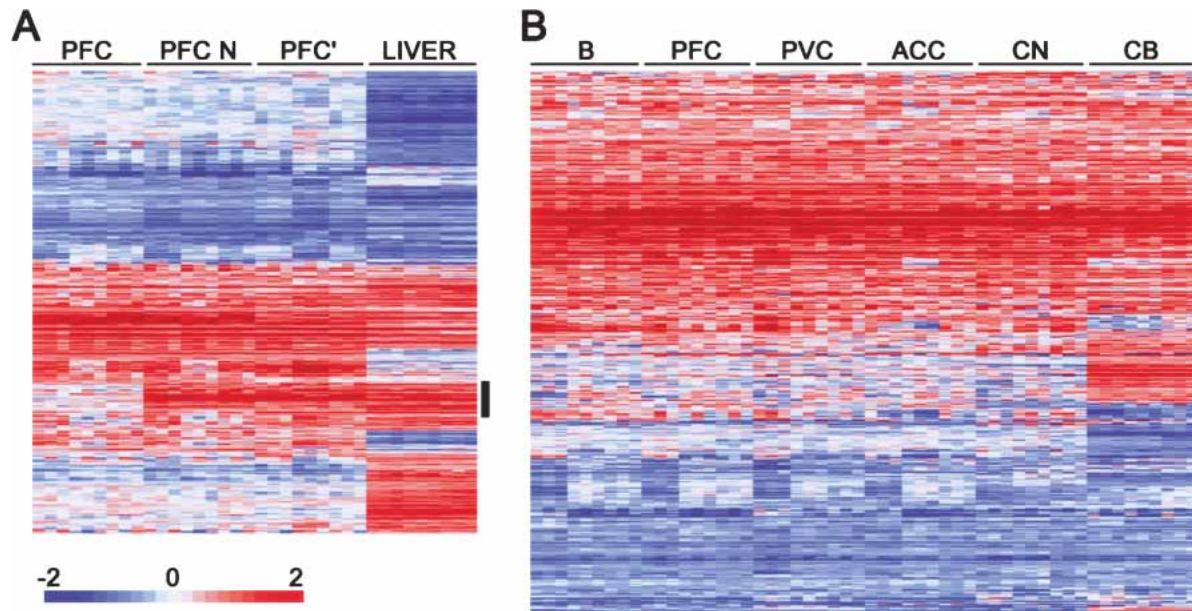 A
PFC PFC N PFC' LIVER
-2 0 2
B
B PFC PVC ACC CN CB